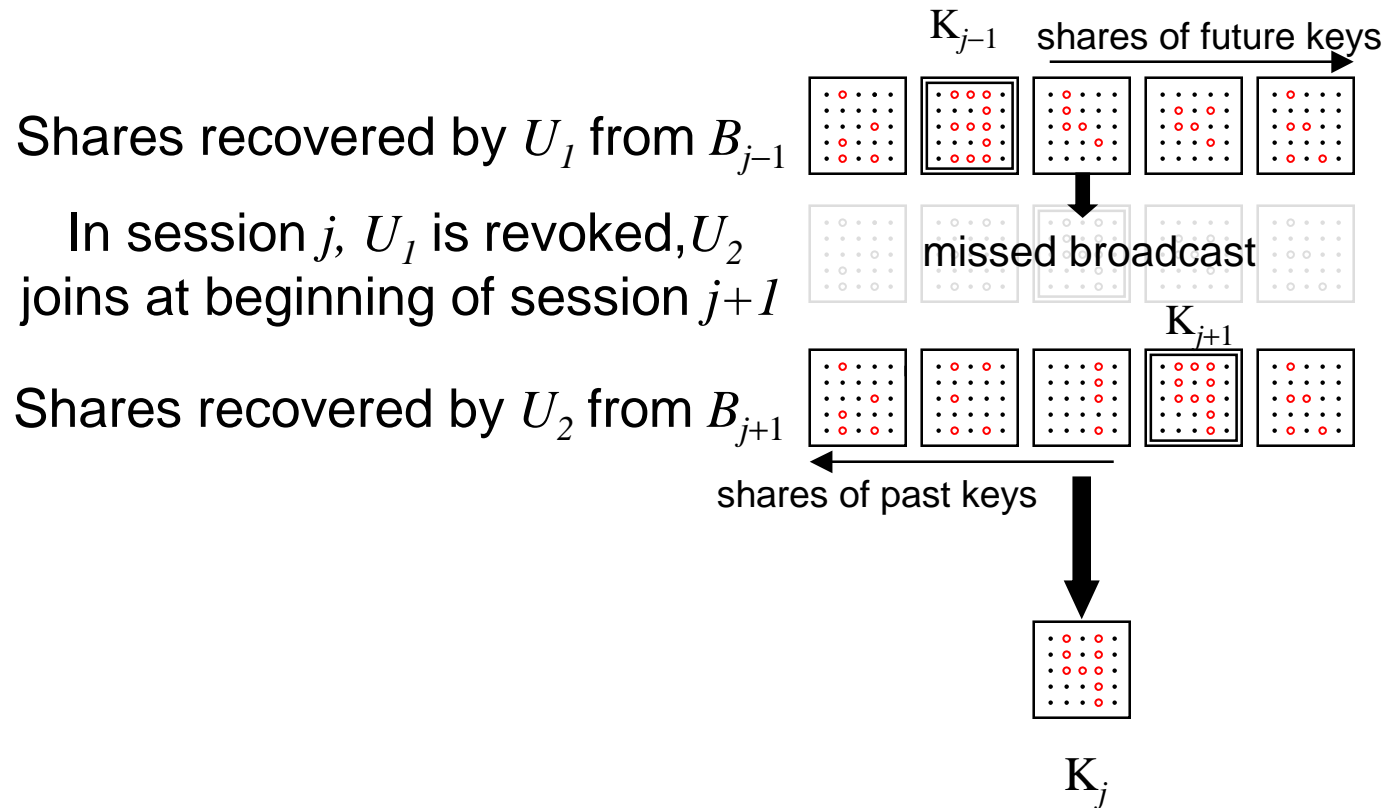 K_{j–1}
shares of future keys
Shares recovered by U_1 from B_{j–1}
In session j, U_1 is revoked,U_2
joins at beginning of session j+1
missed broadcast
K_{j+1}
Shares recovered by U_2 from B_{j+1}
shares of past keys
K_j